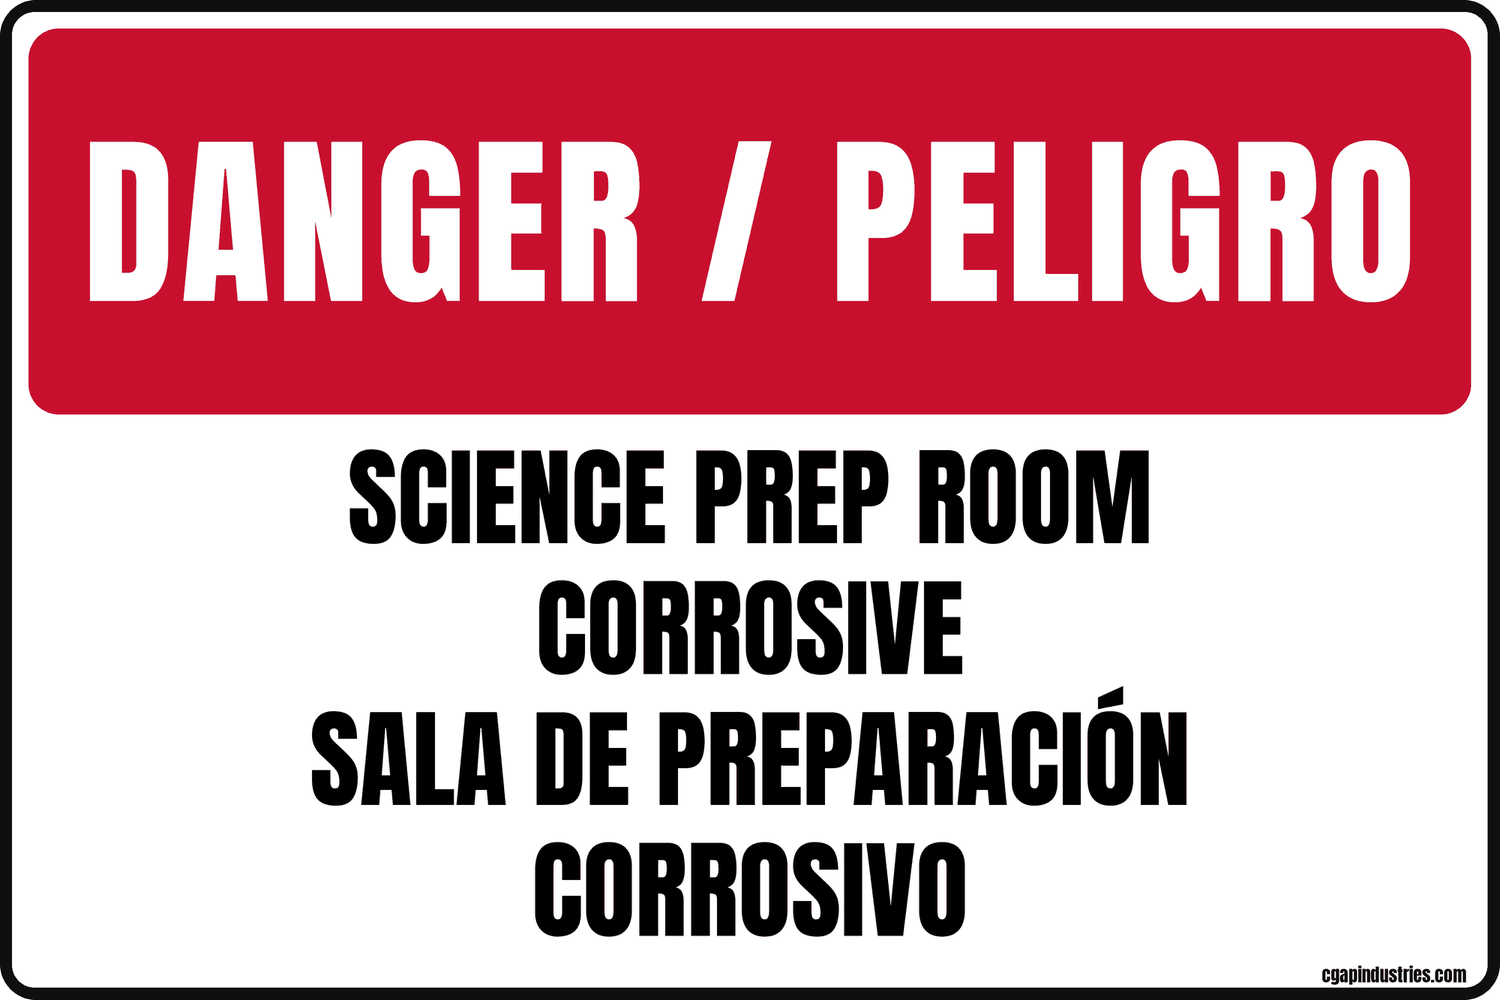 DANGER / PELIGRO
SCIENCE PREP ROOM
CORROSIVE
SALA DE PREPARACIÓN
CORROSIVO
cgapindustries.com